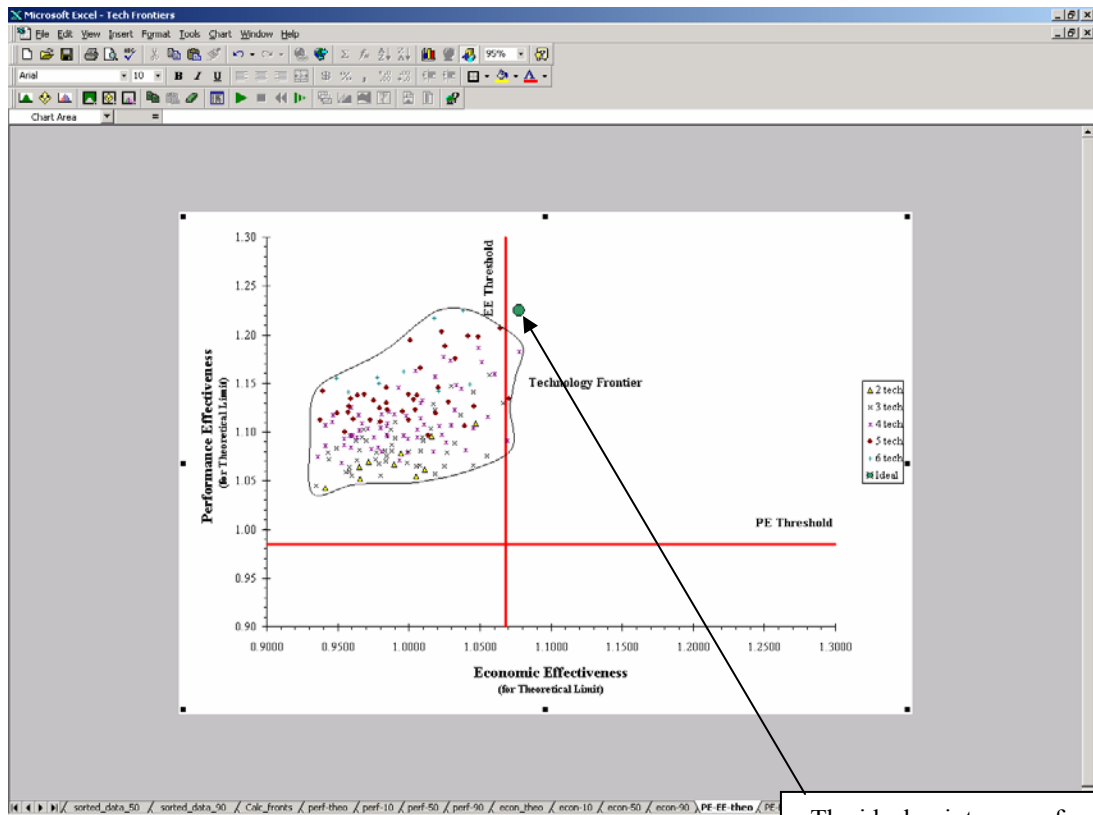 Microsoft Excel - Tech Frontiers
File Edit View Insert Format Tools Chart Window Help
95%
Arial 10 B I U
Chart Area =
1.30
1.25
1.20
1.15
1.10
1.05
1.00
0.95
0.90
Performance Effectiveness
(for Theoretical Limit)
EE Threshold
Technology Frontier
PE Threshold
2 tech
3 tech
4 tech
5 tech
6 tech
Ideal
0.9000 0.9500 1.0000 1.0500 1.1000 1.1500 1.2000 1.2500 1.3000
Economic Effectiveness
(for Theoretical Limit)
sorted_data_50 / sorted_data_90 / Calc_fronts / perf-theo / perf-10 / perf-50 / perf-90 / econ_theo / econ-10 / econ-50 / econ-90 / PE-EE-theo